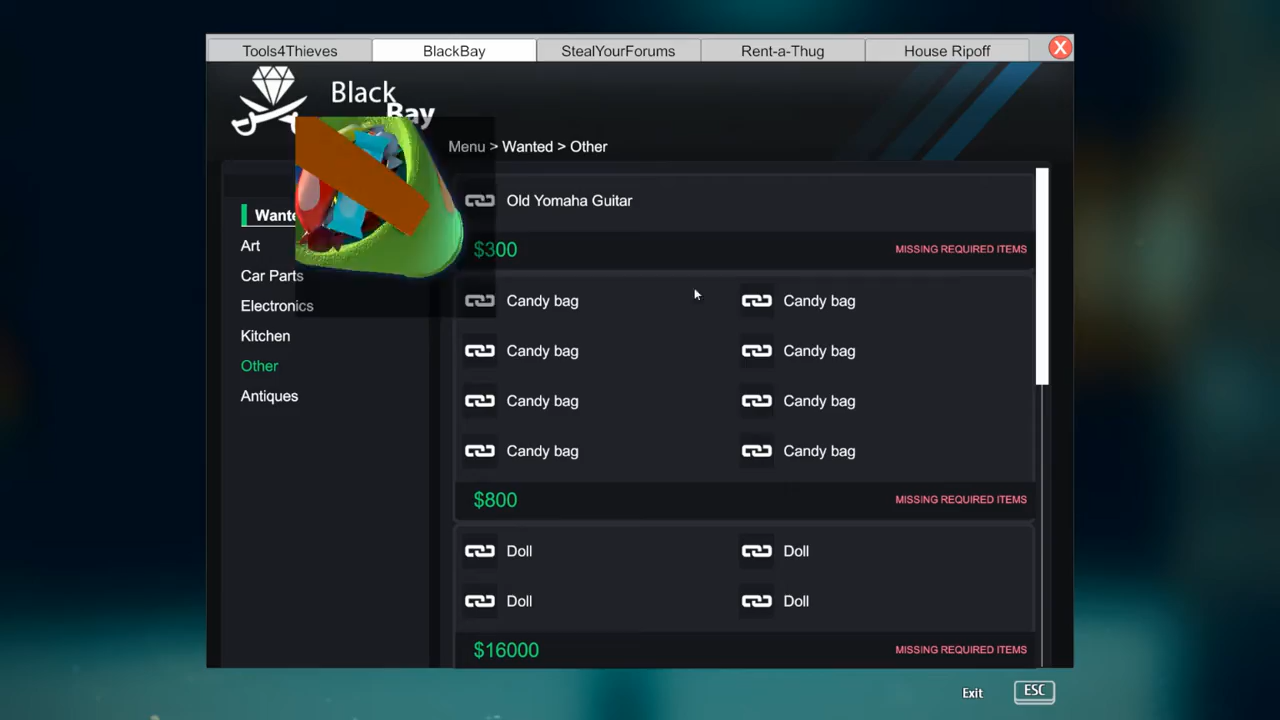 Tools4Thieves BlackBay StealYourForums Rent-a-Thug House Ripoff X
Black
Bay
Menu > Wanted > Other
Wante
Art
Car Parts
Electronics
Kitchen
Other
Antiques
Old Yomaha Guitar
$300 MISSING REQUIRED ITEMS
Candy bag Candy bag
Candy bag Candy bag
Candy bag Candy bag
Candy bag Candy bag
$800 MISSING REQUIRED ITEMS
Doll Doll
Doll Doll
$16000 MISSING REQUIRED ITEMS
Exit ESC